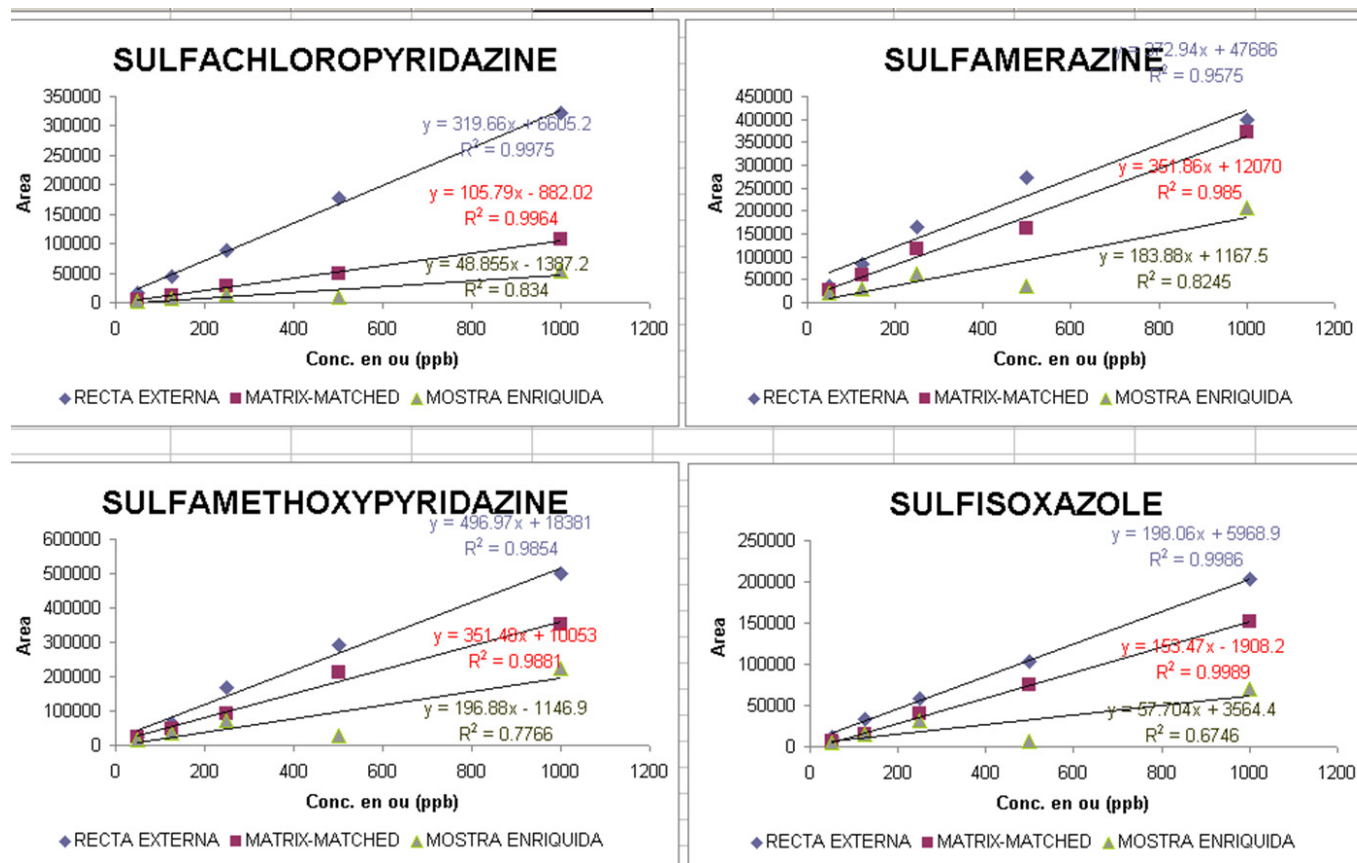 SULFACHLOROPYRIDAZINE
350000
300000
250000
200000
150000
100000
50000
0
Area
y = 319.66x + 6605.2
R² = 0.9975
y = 105.79x - 882.02
R² = 0.9964
y = 48.855x - 1387.2
R² = 0.834
0 200 400 600 800 1000 1200
Conc. en ou (ppb)
RECTA EXTERNA MATRIX-MATCHED MOSTRA ENRIQUIDA
SULFAMERAZINE
y = 372.94x + 47686
R² = 0.9575
450000
400000
350000
300000
250000
200000
150000
100000
50000
0
Area
y = 351.86x + 12070
R² = 0.985
y = 183.88x + 1167.5
R² = 0.8245
0 200 400 600 800 1000 1200
Conc. en ou (ppb)
RECTA EXTERNA MATRIX-MATCHED MOSTRA ENRIQUIDA
SULFAMETHOXYPYRIDAZINE
y = 496.97x + 18381
R² = 0.9854
600000
500000
400000
300000
200000
100000
0
Area
y = 351.48x + 10053
R² = 0.9881
y = 196.88x - 1146.9
R² = 0.7766
0 200 400 600 800 1000 1200
Conc. en ou (ppb)
RECTA EXTERNA MATRIX-MATCHED MOSTRA ENRIQUIDA
SULFISOXAZOLE
y = 198.06x + 5968.9
R² = 0.9986
250000
200000
150000
100000
50000
0
Area
y = 153.47x - 1908.2
R² = 0.9989
y = 57.704x + 3564.4
R² = 0.6746
0 200 400 600 800 1000 1200
Conc. en ou (ppb)
RECTA EXTERNA MATRIX-MATCHED MOSTRA ENRIQUIDA